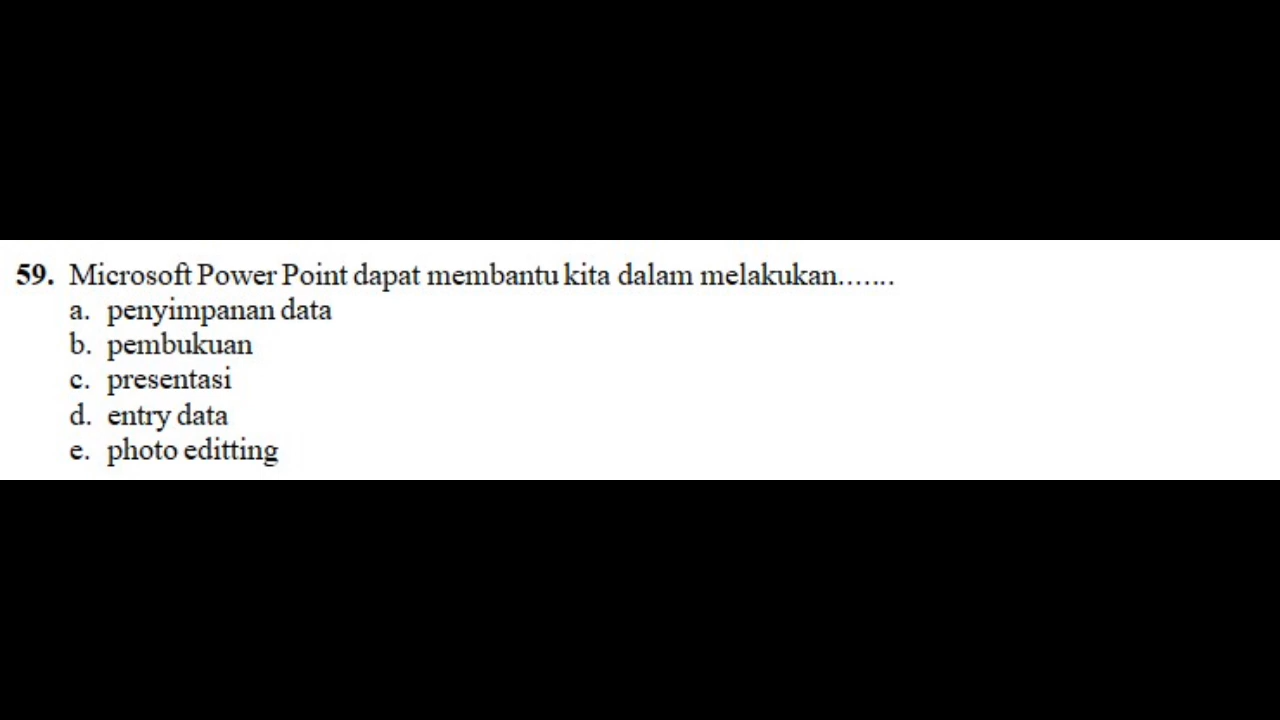 59. Microsoft Power Point dapat membantu kita dalam melakukan.......
a. penyimpanan data
b. pembukuan
c. presentasi
d. entry data
e. photo editting